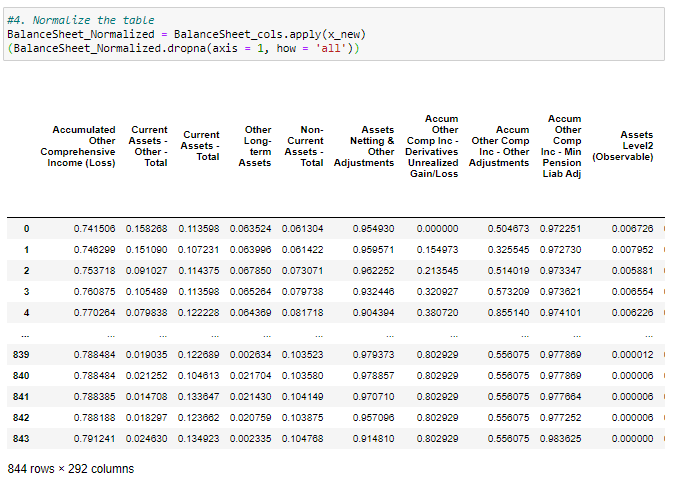 #4. Normalize the table
BalanceSheet_Normalized = BalanceSheet_cols.apply(x_new)
(BalanceSheet_Normalized.dropna(axis = 1, how = 'all'))
Accumulated Other Comprehensive Income (Loss) Current Assets - Other - Total Current Assets - Total Other Long-term Assets Non-Current Assets - Total Assets Netting & Other Adjustments Accum Other Comp Inc - Derivatives Unrealized Gain/Loss Accum Other Comp Inc - Other Adjustments Accum Other Comp Inc - Min Pension Liab Adj Assets Level2 (Observable)
0 0.741506 0.158268 0.113598 0.063524 0.061304 0.954930 0.000000 0.504673 0.972251 0.006726
1 0.746299 0.151090 0.107231 0.063996 0.061422 0.959571 0.154973 0.325545 0.972730 0.007952
2 0.753718 0.091027 0.114375 0.067850 0.073071 0.962252 0.213545 0.514019 0.973347 0.005881
3 0.760875 0.105489 0.113598 0.065264 0.079738 0.932446 0.320927 0.573209 0.973621 0.006554
4 0.770264 0.079838 0.122228 0.064369 0.081718 0.904394 0.380720 0.855140 0.974101 0.006226
... ... ... ... ... ... ... ... ... ... ...
839 0.788484 0.019035 0.122689 0.002634 0.103523 0.979373 0.802929 0.556075 0.977869 0.000012
840 0.788484 0.021252 0.104613 0.021704 0.103580 0.978857 0.802929 0.556075 0.977869 0.000006
841 0.788385 0.014708 0.133647 0.021430 0.104149 0.970710 0.802929 0.556075 0.977664 0.000006
842 0.788188 0.018297 0.123662 0.020759 0.103875 0.957096 0.802929 0.556075 0.977252 0.000006
843 0.791241 0.024630 0.134923 0.002335 0.104768 0.914810 0.802929 0.556075 0.983625 0.000000
844 rows × 292 columns